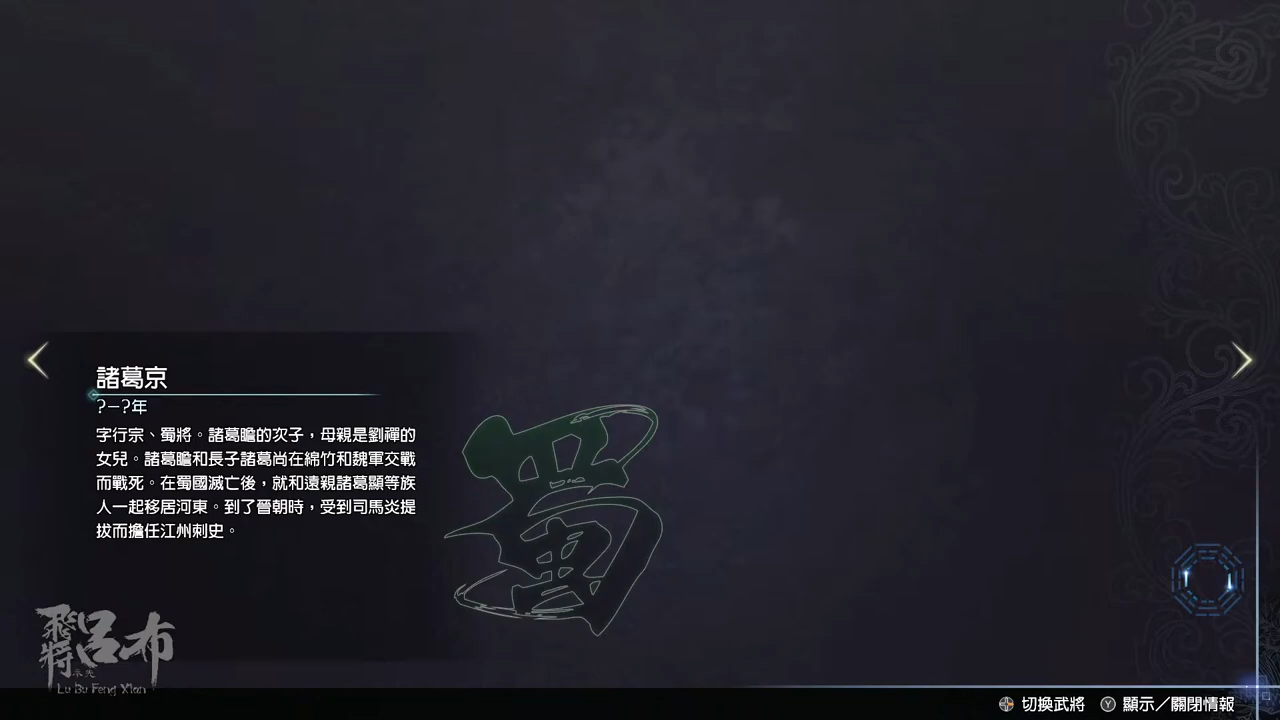 諸葛京
?－?年
字行宗、蜀將。諸葛瞻的次子，母親是劉禪的
女兒。諸葛瞻和長子諸葛尚在綿竹和魏軍交戰
而戰死。在蜀國滅亡後，就和遠親諸葛顯等族
人一起移居河東。到了晉朝時，受到司馬炎提
拔而擔任江州刺史。
蜀
飛將呂布
奉先
Lu Bu Feng Xian
切換武將 Y 顯示／關閉情報